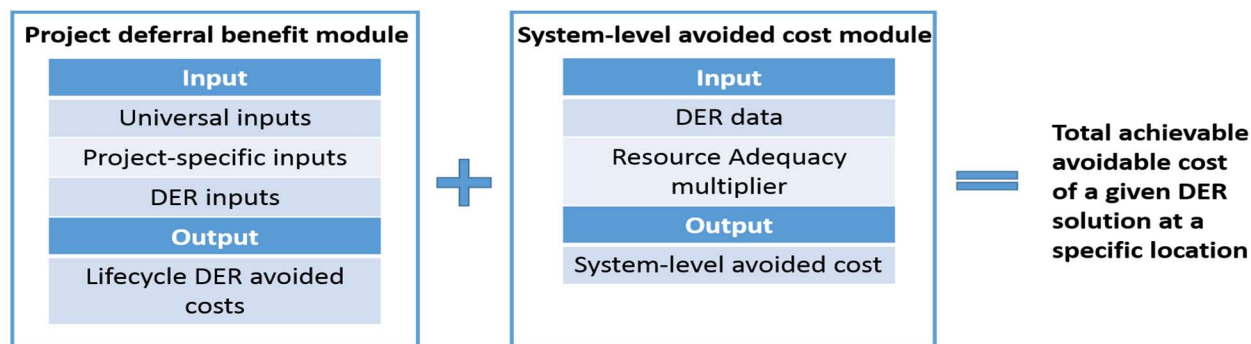 Project deferral benefit module
Input
Universal inputs
Project-specific inputs
DER inputs
Output
Lifecycle DER avoided
costs
System-level avoided cost module
Input
DER data
Resource Adequacy
multiplier
Output
System-level avoided cost
Total achievable
avoidable cost
of a given DER
solution at a
specific location